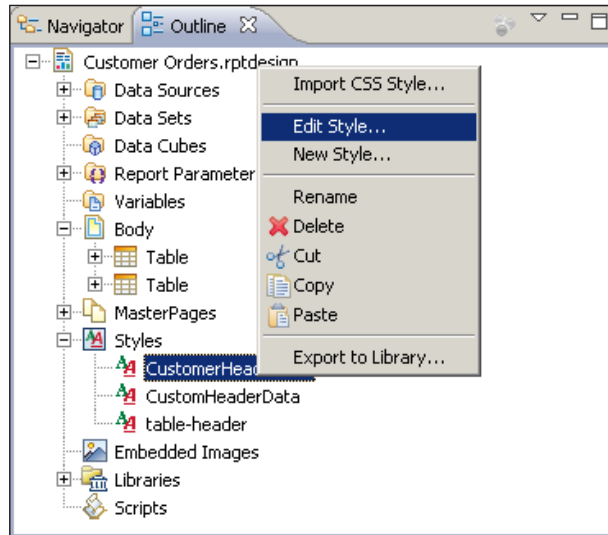 Navigator Outline
Customer Orders.rptdesign
Import CSS Style...
Data Sources
Edit Style...
Data Sets
New Style...
Data Cubes
Report Parameter
Rename
Variables
Delete
Body
Cut
Table
Copy
Table
Paste
MasterPages
Export to Library...
Styles
CustomerHead
CustomHeaderData
table-header
Embedded Images
Libraries
Scripts